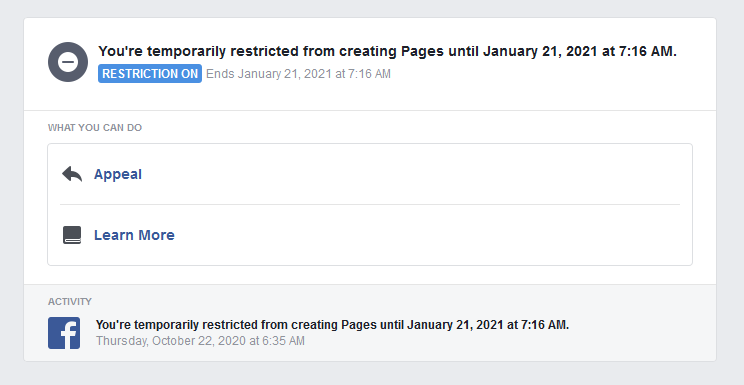 You're temporarily restricted from creating Pages until January 21, 2021 at 7:16 AM.
RESTRICTION ON Ends January 21, 2021 at 7:16 AM
WHAT YOU CAN DO
Appeal
Learn More
ACTIVITY
You're temporarily restricted from creating Pages until January 21, 2021 at 7:16 AM.
Thursday, October 22, 2020 at 6:35 AM